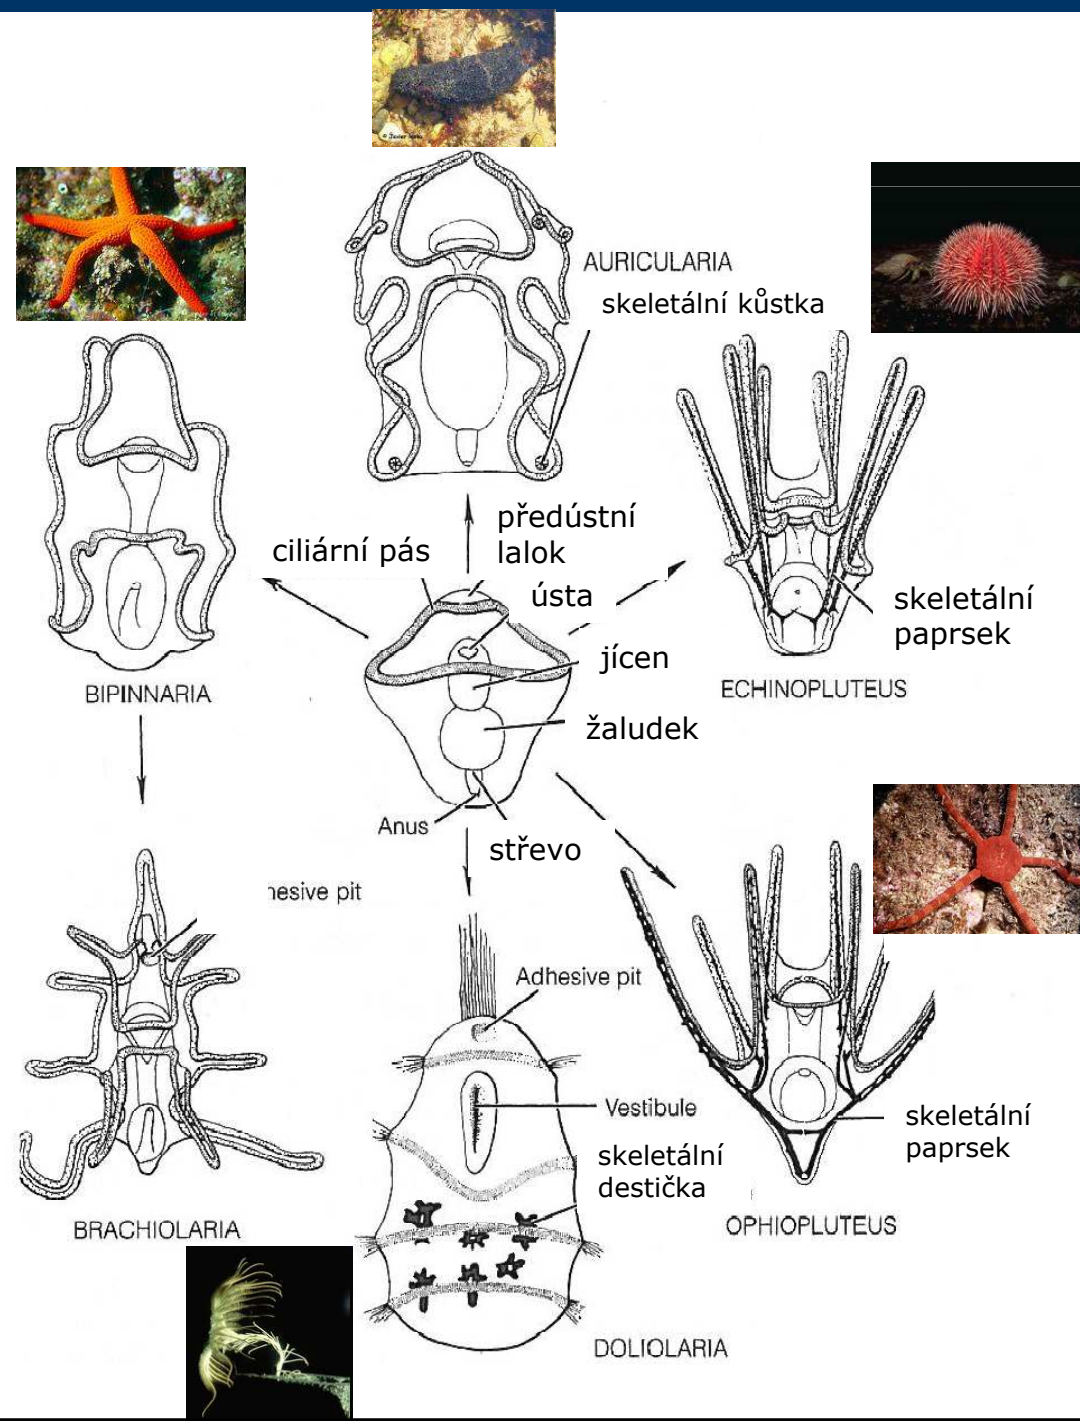 AURICULARIA
skeletální kůstka
předústní
lalok
ciliární pás
ústa
skeletální
paprsek
jícen
BIPINNARIA
ECHINOPLUTEUS
žaludek
Anus
střevo
hesive pit
Adhesive pit
Vestibule
skeletální
paprsek
skeletální
destička
BRACHIOLARIA
OPHIOPLUTEUS
DOLIOLARIA